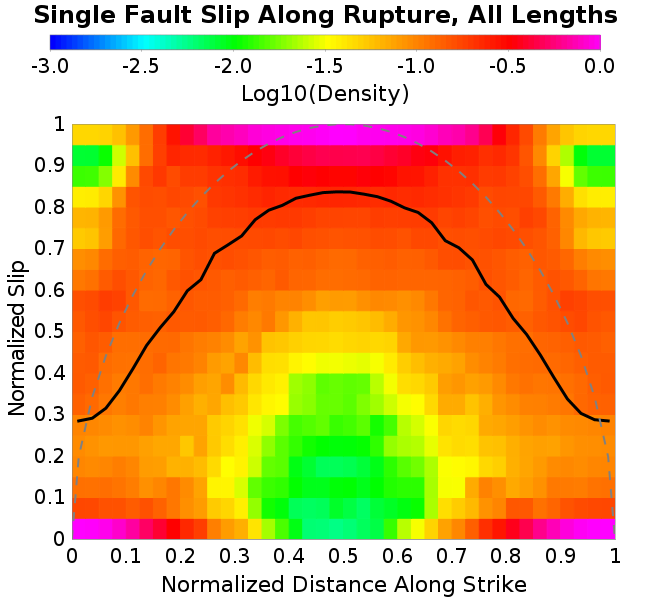 Single Fault Slip Along Rupture, All Lengths
-3.0 -2.5 -2.0 -1.5 -1.0 -0.5 0.0
Log10(Density)
1
0.9
0.8
0.7
0.6
0.5
0.4
0.3
0.2
0.1
0
Normalized Slip
0 0.1 0.2 0.3 0.4 0.5 0.6 0.7 0.8 0.9 1
Normalized Distance Along Strike